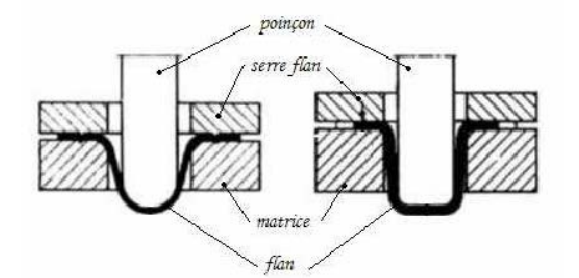 poinçon
serre flan
matrice
flan